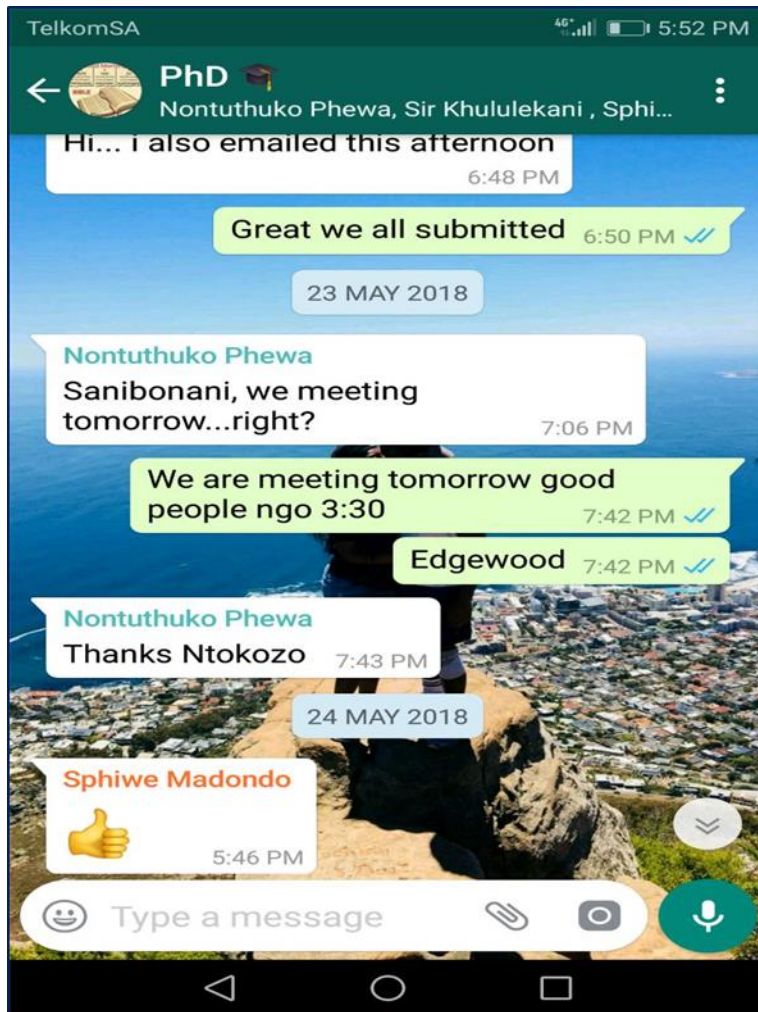 TelkomSA 4G+ 5:52 PM
PhD 🎓
Nontuthuko Phewa, Sir Khululekani , Sphi...
Hi... i also emailed this afternoon
6:48 PM
Great we all submitted 6:50 PM
23 MAY 2018
Nontuthuko Phewa
Sanibonani, we meeting
tomorrow...right?
7:06 PM
We are meeting tomorrow good
people ngo 3:30
7:42 PM
Edgewood 7:42 PM
Nontuthuko Phewa
Thanks Ntokozo 7:43 PM
24 MAY 2018
Sphiwe Madondo
👍
5:46 PM
Type a message